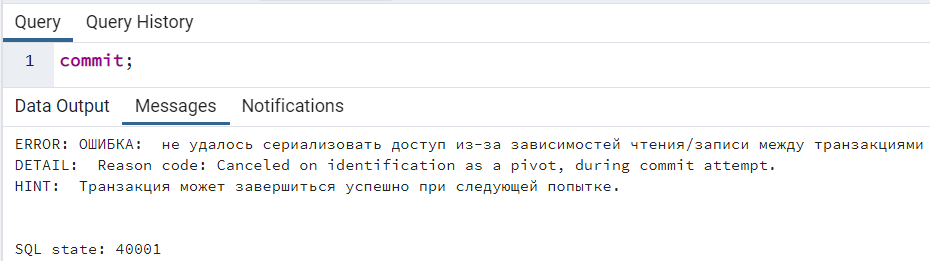 Query Query History
1 commit;
Data Output Messages Notifications
ERROR: ОШИБКА:  не удалось сериализовать доступ из-за зависимостей чтения/записи между транзакциями
DETAIL:  Reason code: Canceled on identification as a pivot, during commit attempt.
HINT:  Транзакция может завершиться успешно при следующей попытке.
SQL state: 40001